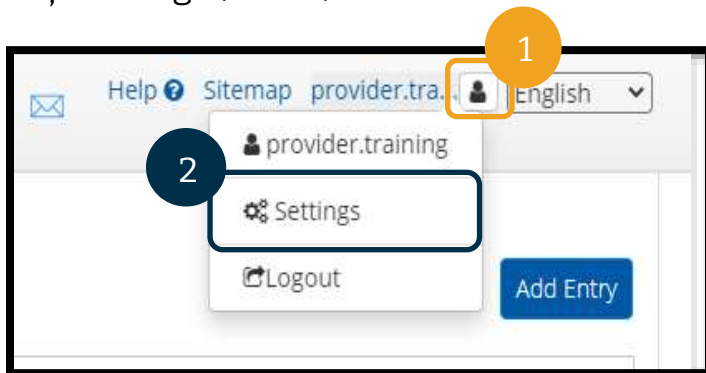 1
Help Sitemap provider.tra... English
provider.training
2
Settings
Logout
Add Entry